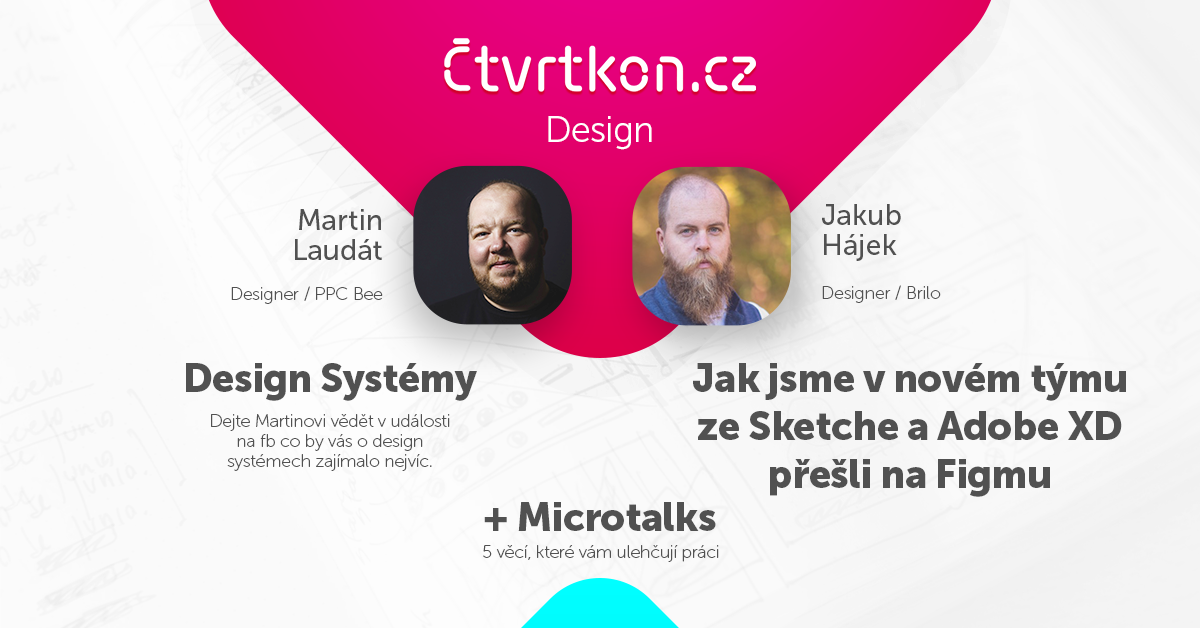 Čtvrtkon.cz
Design
Martin
Laudát
Designer / PPC Bee
Jakub
Hájek
Designer / Brilo
Design Systémy
Dejte Martinovi vědět v události
na fb co by vás o design
systémech zajímalo nejvíc.
Jak jsme v novém týmu
ze Sketche a Adobe XD
přešli na Figmu
+ Microtalks
5 věcí, které vám ulehčují práci